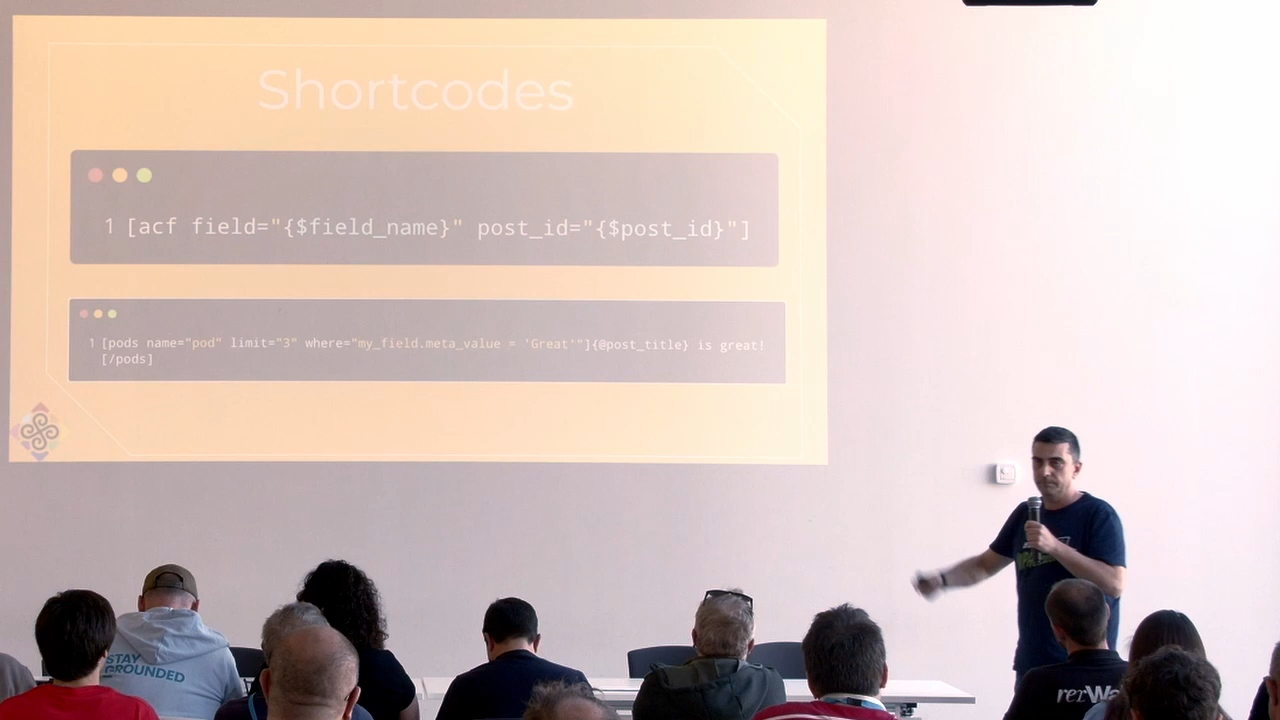 Shortcodes
1 [acf field="{$field_name}" post_id="{$post_id}"]
1 [pods name="pod" limit="3" where="my_field.meta_value = 'Great'"]{@post_title} is great!
[/pods]
STAY
GROUNDED